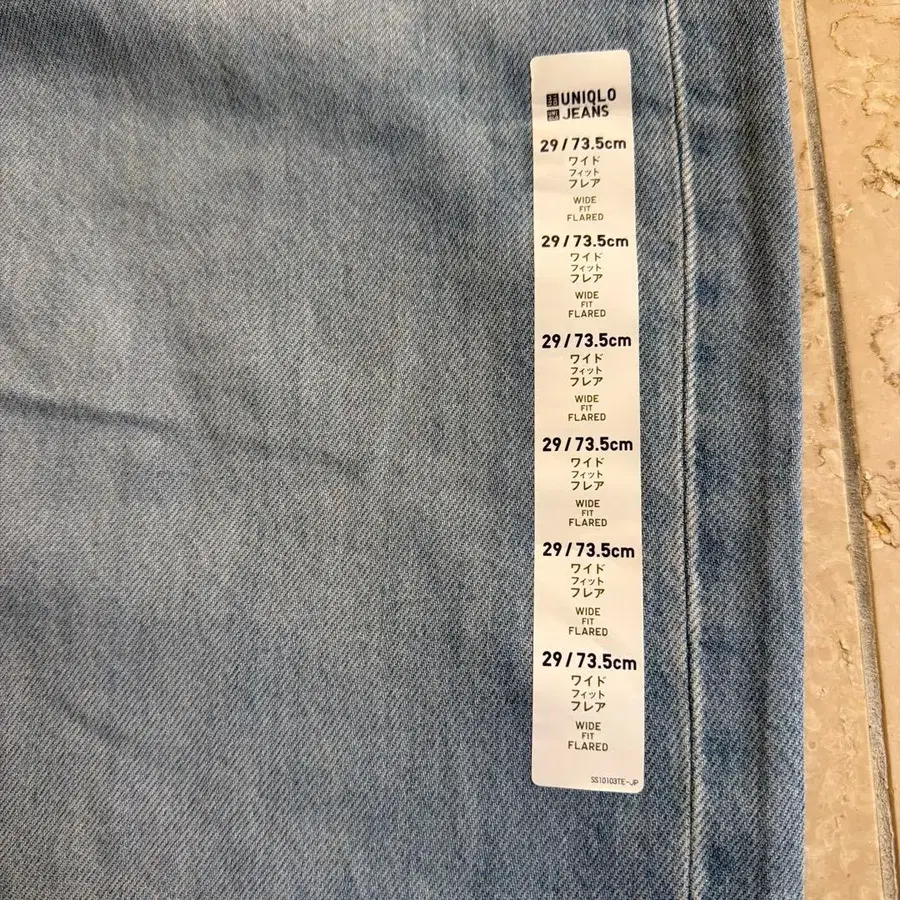 UNIQLO
JEANS
29/73.5cm
ワイド
フィット
フレア
WIDE
FIT
FLARED
29/73.5cm
ワイド
フィット
フレア
WIDE
FIT
FLARED
29/73.5cm
ワイド
フィット
フレア
WIDE
FIT
FLARED
29/73.5cm
ワイド
フィット
フレア
WIDE
FIT
FLARED
29/73.5cm
ワイド
フィット
フレア
WIDE
FIT
FLARED
29/73.5cm
ワイド
フィット
フレア
WIDE
FIT
FLARED
SS10103TE-JP